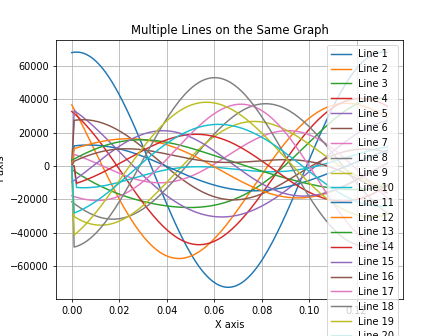 Multiple Lines on the Same Graph
60000
40000
20000
0
−20000
−40000
−60000
0.00 0.02 0.04 0.06 0.08 0.10
X axis
Line 1
Line 2
Line 3
Line 4
Line 5
Line 6
Line 7
Line 8
Line 9
Line 10
Line 11
Line 12
Line 13
Line 14
Line 15
Line 16
Line 17
Line 18
Line 19
Line 20